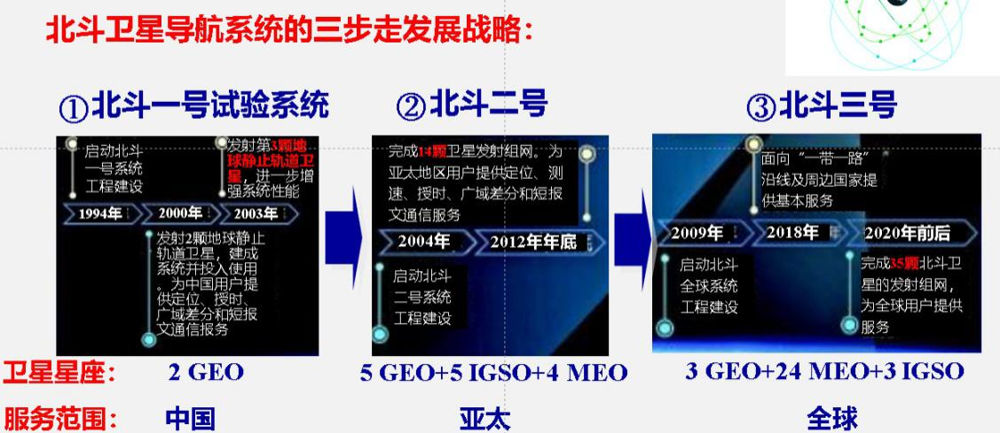 北斗卫星导航系统的三步走发展战略：
①北斗一号试验系统
启动北斗
一号系统
工程建设
发射第3颗地
球静止轨道卫
星，进一步增
强系统性能
1994年
2000年
2003年
发射2颗地球静止
轨道卫星，建成
系统并投入使用
。为中国用户提
供定位、授时、
广域差分和短报
文通信服务
②北斗二号
完成14颗卫星发射组网。为
亚太地区用户提供定位、测
速、授时、广域差分和短报
文通信服务
2004年
2012年年底
启动北斗
二号系统
工程建设
③北斗三号
面向“一带一路”
沿线及周边国家提
供基本服务
2009年
2018年
2020年前后
启动北斗
全球系统
工程建设
完成35颗北斗卫
星的发射组网，
为全球用户提供
服务
卫星星座： 2 GEO 5 GEO+5 IGSO+4 MEO 3 GEO+24 MEO+3 IGSO
服务范围： 中国 亚太 全球